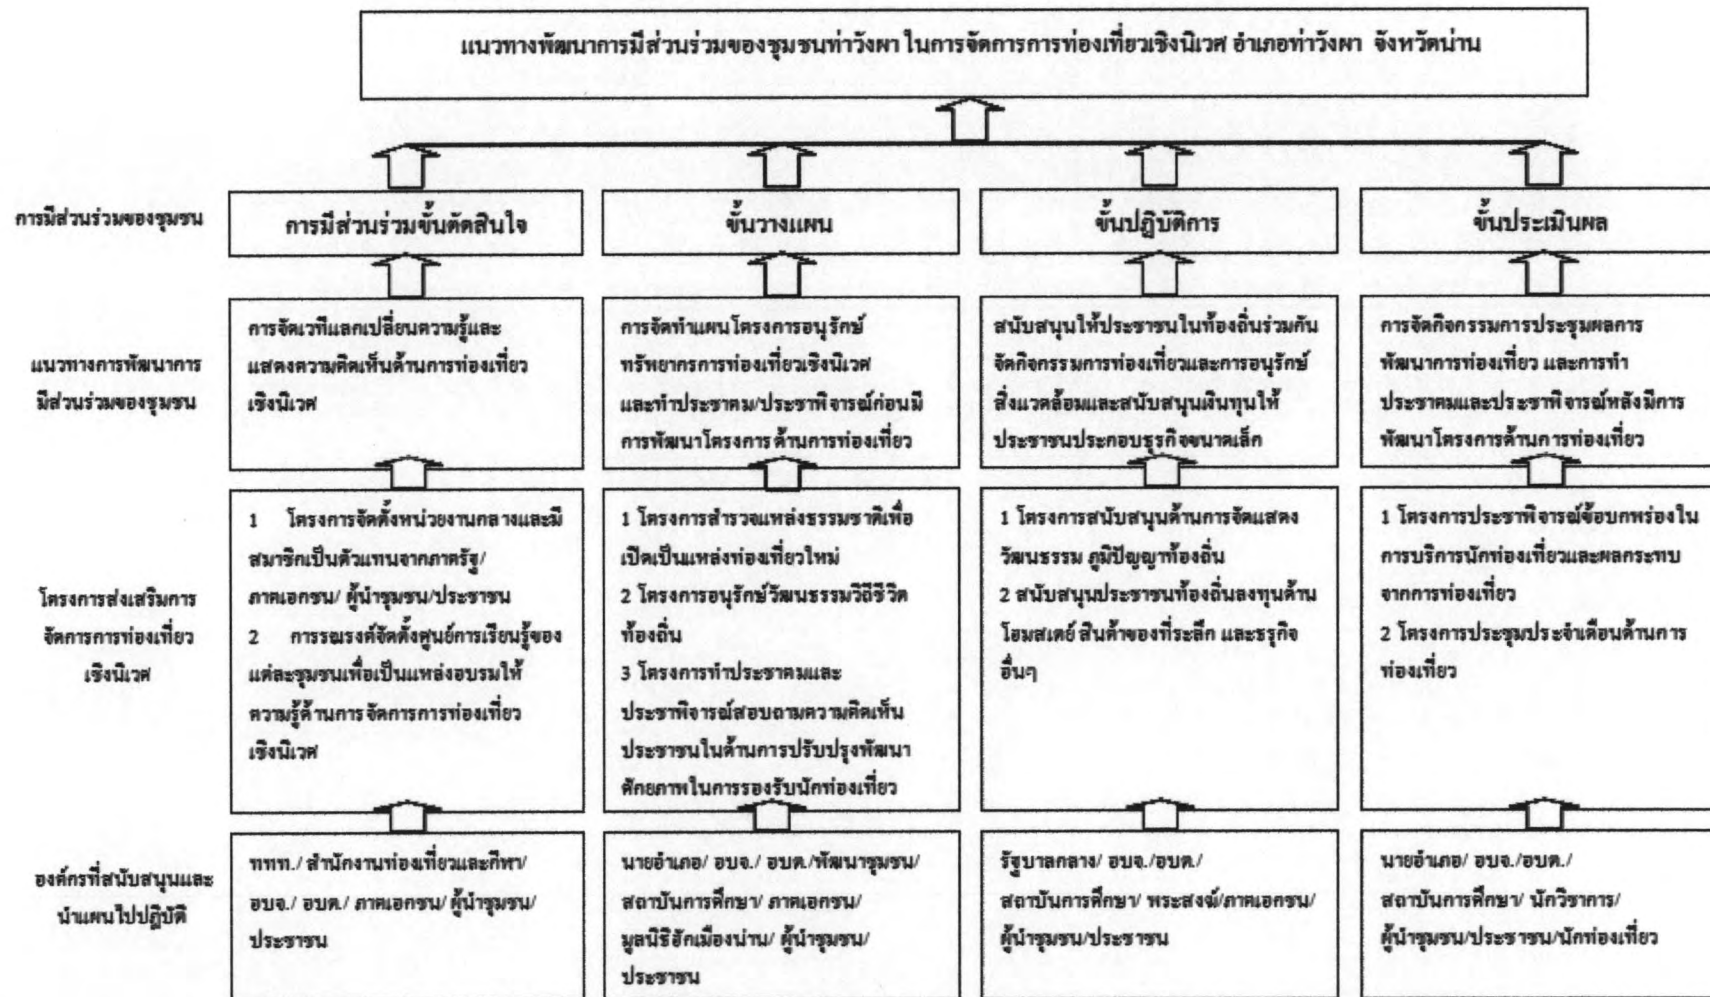 แนวทางพัฒนาการมีส่วนร่วมของชุมชนท่าวังผา ในการจัดการการท่องเที่ยวเชิงนิเวศ อำเภอท่าวังผา จังหวัดน่าน
การมีส่วนร่วมของชุมชน
การมีส่วนร่วมขั้นตัดสินใจ
ขั้นวางแผน
ขั้นปฏิบัติการ
ขั้นประเมินผล
แนวทางการพัฒนาการ
มีส่วนร่วมของชุมชน
การจัดเวทีแลกเปลี่ยนความรู้และ
แสดงความคิดเห็นด้านการท่องเที่ยว
เชิงนิเวศ
การจัดทำแผนโครงการอนุรักษ์
ทรัพยากรการท่องเที่ยวเชิงนิเวศ
และทำประชาคม/ประชาพิจารณ์ก่อนมี
การพัฒนาโครงการ ด้านการท่องเที่ยว
สนับสนุนให้ประชาชนในท้องถิ่นร่วมกัน
จัดกิจกรรมการท่องเที่ยวและการอนุรักษ์
สิ่งแวดล้อมและสนับสนุนเงินทุนให้
ประชาชนประกอบธุรกิจขนาดเล็ก
การจัดกิจกรรมการประชุมผลการ
พัฒนาการท่องเที่ยว และการทำ
ประชาคมและประชาพิจารณ์หลังมีการ
พัฒนาโครงการด้านการท่องเที่ยว
โครงการส่งเสริมการ
จัดการการท่องเที่ยว
เชิงนิเวศ
1 โครงการจัดตั้งหน่วยงานกลางและมี
สมาชิกเป็นตัวแทนจากภาครัฐ/
ภาคเอกชน/ ผู้นำชุมชน/ประชาชน
2 การรณรงค์จัดตั้งศูนย์การเรียนรู้ของ
แต่ละชุมชนเพื่อเป็นแหล่งอบรมให้
ความรู้ด้านการจัดการการท่องเที่ยว
เชิงนิเวศ
1 โครงการสำรวจแหล่งธรรมชาติเพื่อ
เปิดเป็นแหล่งท่องเที่ยวใหม่
2 โครงการอนุรักษ์วัฒนธรรมวิถีชีวิต
ท้องถิ่น
3 โครงการทำประชาคมและ
ประชาพิจารณ์สอบถามความคิดเห็น
ประชาชนในด้านการปรับปรุงพัฒนา
ศักยภาพในการรองรับนักท่องเที่ยว
1 โครงการสนับสนุนด้านการจัดแสดง
วัฒนธรรม ภูมิปัญญาท้องถิ่น
2 สนับสนุนประชาชนท้องถิ่นลงทุนด้าน
โฮมสเตย์ สินค้าของที่ระลึก และธุรกิจ
อื่นๆ
1 โครงการประชาพิจารณ์ข้อบกพร่องใน
การบริการนักท่องเที่ยวและผลกระทบ
จากการท่องเที่ยว
2 โครงการประชุมประจำเดือนด้านการ
ท่องเที่ยว
องค์กรที่สนับสนุนและ
นำแผนไปปฏิบัติ
ททท./ สำนักงานท่องเที่ยวและกีฬา/
อบจ./ อบต./ ภาคเอกชน/ ผู้นำชุมชน/
ประชาชน
นายอำเภอ/ อบจ./ อบต./พัฒนาชุมชน/
สถาบันการศึกษา/ ภาคเอกชน/
มูลนิธิฮักเมืองน่าน/ ผู้นำชุมชน/
ประชาชน
รัฐบาลกลาง/ อบจ./อบต./
สถาบันการศึกษา/ พระสงฆ์/ภาคเอกชน/
ผู้นำชุมชน/ประชาชน
นายอำเภอ/ อบจ./อบต./
สถาบันการศึกษา/ นักวิชาการ/
ผู้นำชุมชน/ประชาชน/นักท่องเที่ยว